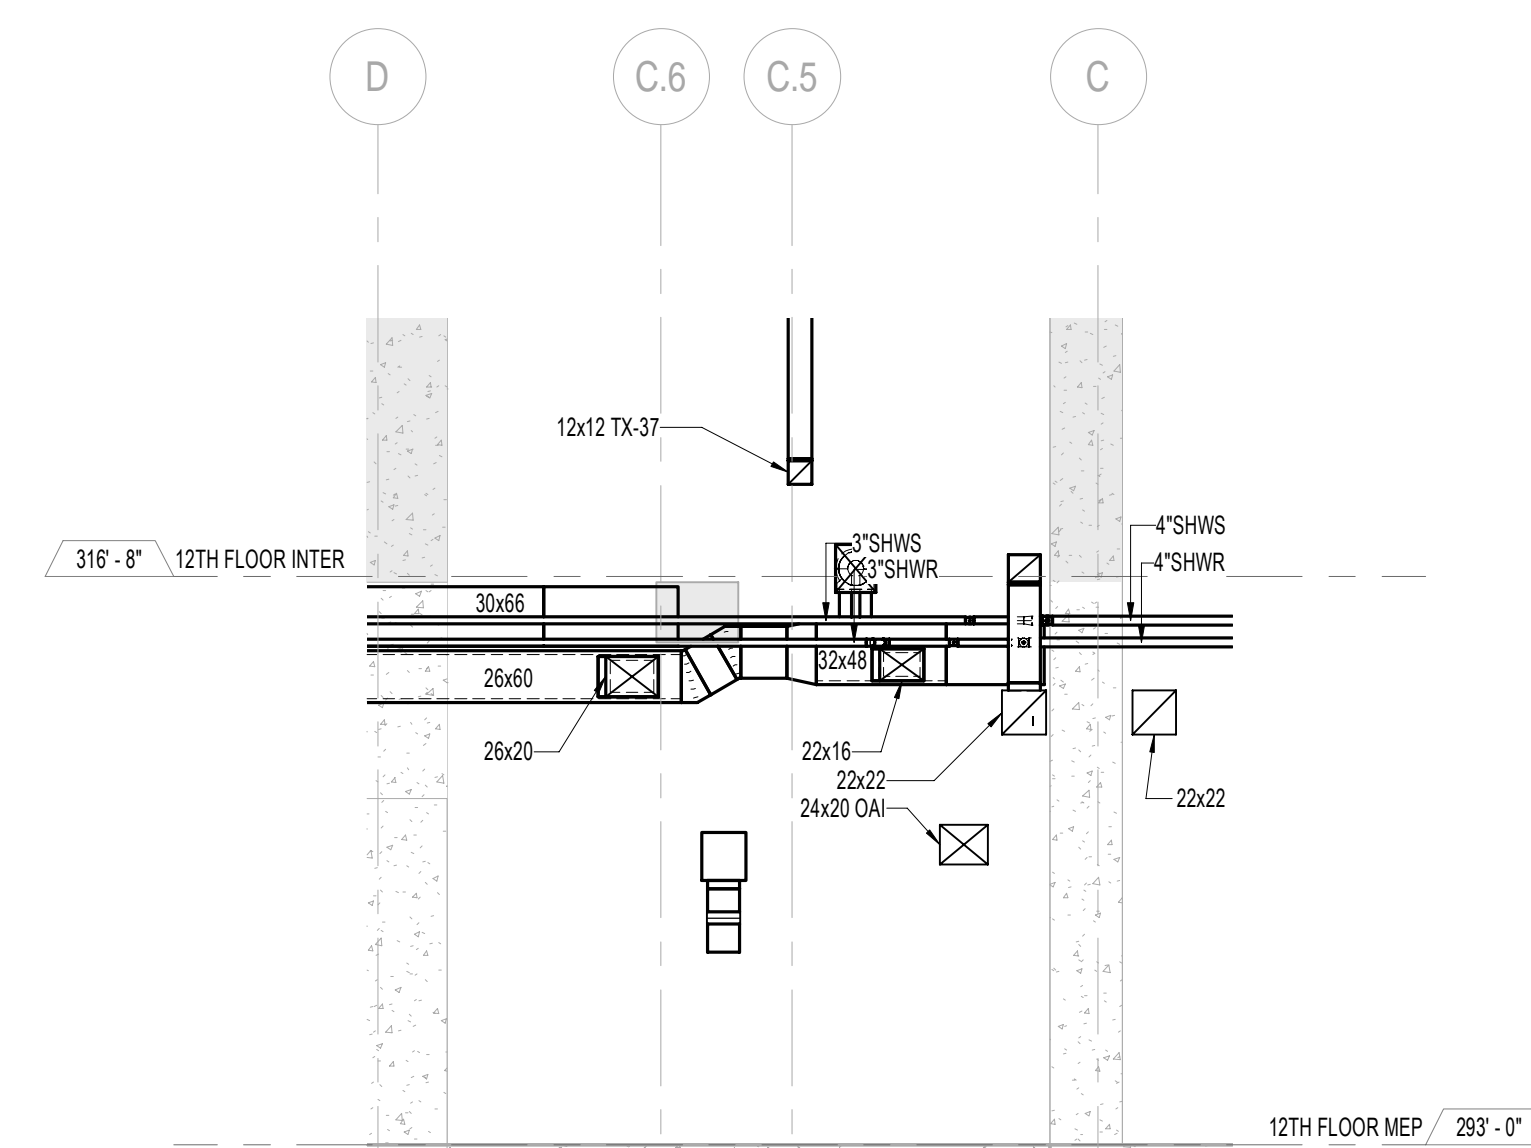 D
C.6
C.5
C
12x12 TX-37
4"SHWS
3"SHWS
316' - 8"
12TH FLOOR INTER
4"SHWR
3"SHWR
30x66
32x48
26x60
26x20
22x16
22x22
22x22
24x20 OAI
12TH FLOOR MEP
293' - 0"